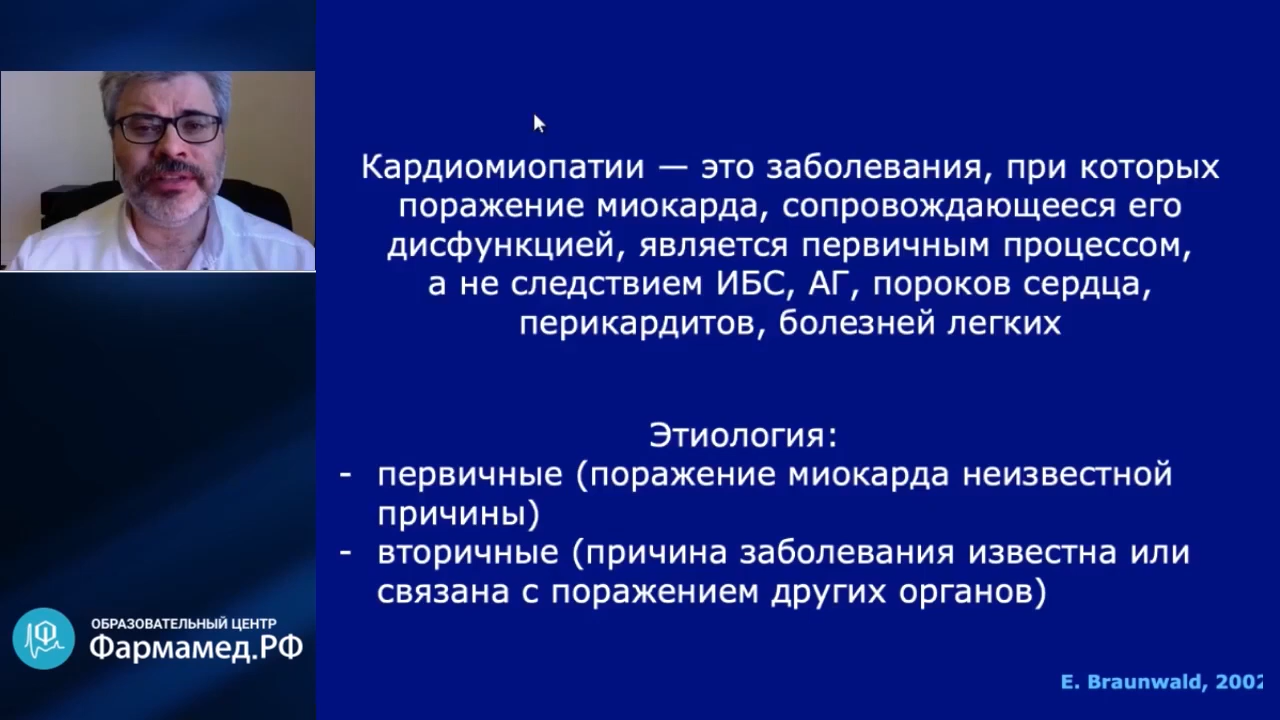 Кардиомиопатии — это заболевания, при которых
поражение миокарда, сопровождающееся его
дисфункцией, является первичным процессом,
а не следствием ИБС, АГ, пороков сердца,
перикардитов, болезней легких
Этиология:
- первичные (поражение миокарда неизвестной
причины)
- вторичные (причина заболевания известна или
связана с поражением других органов)
E. Braunwald, 2002
ОБРАЗОВАТЕЛЬНЫЙ ЦЕНТР
Фармамед.РФ